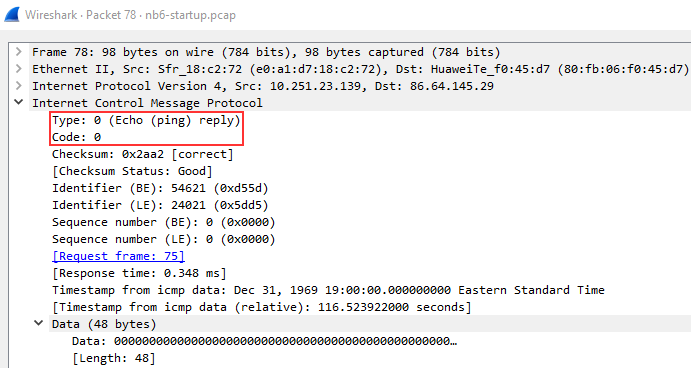 Wireshark · Packet 78 · nb6-startup.pcap
Frame 78: 98 bytes on wire (784 bits), 98 bytes captured (784 bits)
Ethernet II, Src: Sfr_18:c2:72 (e0:a1:d7:18:c2:72), Dst: HuaweiTe_f0:45:d7 (80:fb:06:f0:45:d7)
Internet Protocol Version 4, Src: 10.251.23.139, Dst: 86.64.145.29
Internet Control Message Protocol
Type: 0 (Echo (ping) reply)
Code: 0
Checksum: 0x2aa2 [correct]
[Checksum Status: Good]
Identifier (BE): 54621 (0xd55d)
Identifier (LE): 24021 (0x5dd5)
Sequence number (BE): 0 (0x0000)
Sequence number (LE): 0 (0x0000)
[Request frame: 75]
[Response time: 0.348 ms]
Timestamp from icmp data: Dec 31, 1969 19:00:00.000000000 Eastern Standard Time
[Timestamp from icmp data (relative): 116.523922000 seconds]
Data (48 bytes)
Data: 000000000000000000000000000000000000000000000000…
[Length: 48]